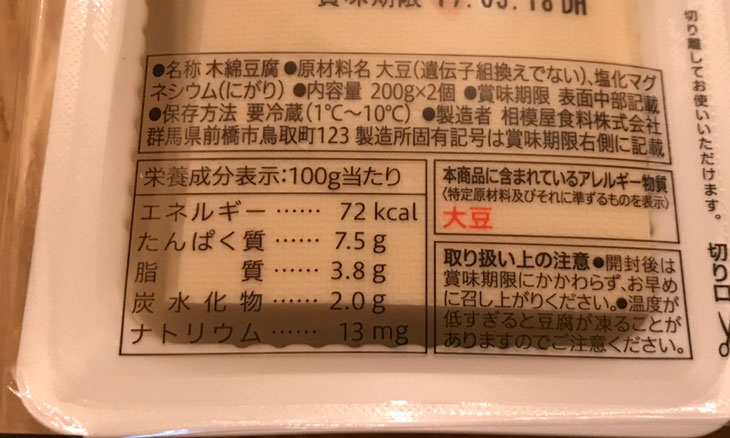 賞味期限 17.05.18DH
●名称 木綿豆腐 ●原材料名 大豆(遺伝子組換えでない)、塩化マグ
ネシウム(にがり) ●内容量 200g×2個 ●賞味期限 表面中部記載
●保存方法 要冷蔵(1℃~10℃) ●製造者 相模屋食料株式会社
群馬県前橋市鳥取町123 製造所固有記号は賞味期限右側に記載
栄養成分表示:100g当たり
エネルギー…… 72 kcal
たんぱく質…… 7.5 g
脂質…… 3.8 g
炭水化物…… 2.0 g
ナトリウム…… 13 mg
本商品に含まれているアレルギー物質
(特定原材料及びそれに準ずるものを表示)
大豆
取り扱い上の注意 ●開封後は
賞味期限にかかわらず、お早め
に召し上がりください。●温度が
低すぎると豆腐が凍ることが
ありますのでご注意ください。
切り離してお使いいただけます。
切り口